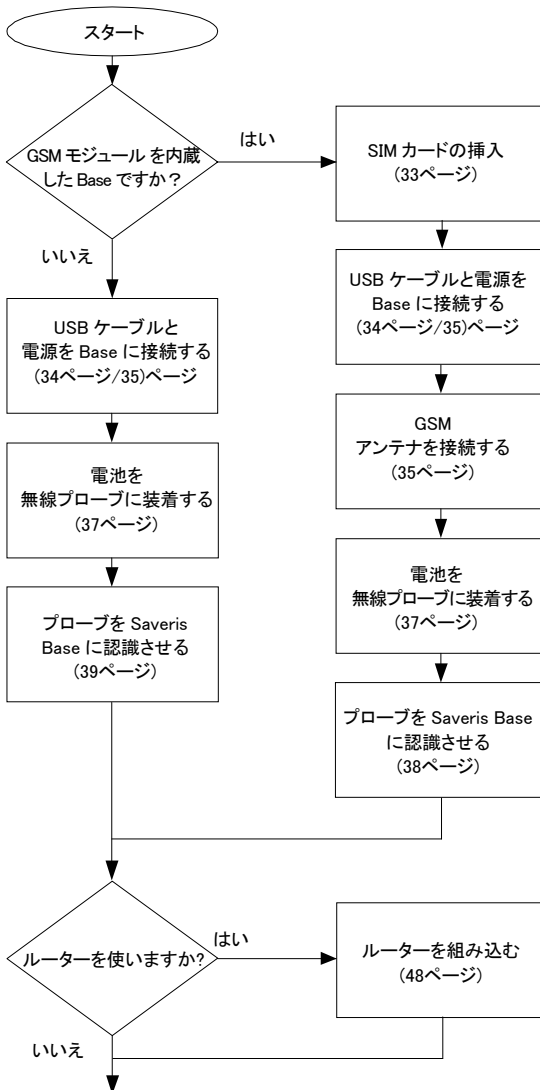 スタート
GSM モジュール を内蔵
した Base ですか？
はい
SIM カードの挿入
(33ページ)
いいえ
USB ケーブルと電源を
Base に接続する
(34ページ/35)ページ
USB ケーブルと
電源を Base に接続する
(34ページ/35)ページ
GSM
アンテナを接続する
(35ページ)
電池を
無線プローブに装着する
(37ページ)
電池を
無線プローブに装着する
(37ページ)
プローブを Saveris
Base に認識させる
(39ページ)
プローブを Saveris Base
に認識させる
(38ページ)
ルーターを使いますか?
はい
ルーターを組み込む
(48ページ)
いいえ